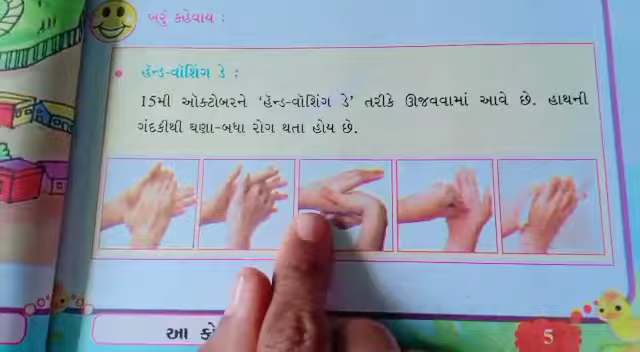 ખરું કહેવાય :
હૅન્ડ-વૉશિંગ ડે :
15મી ઑક્ટોબરને ‘હૅન્ડ-વૉશિંગ ડે’ તરીકે ઊજવવામાં આવે છે. હાથની
ગંદકીથી ઘણા-બધા રોગ થતા હોય છે.
આ
5